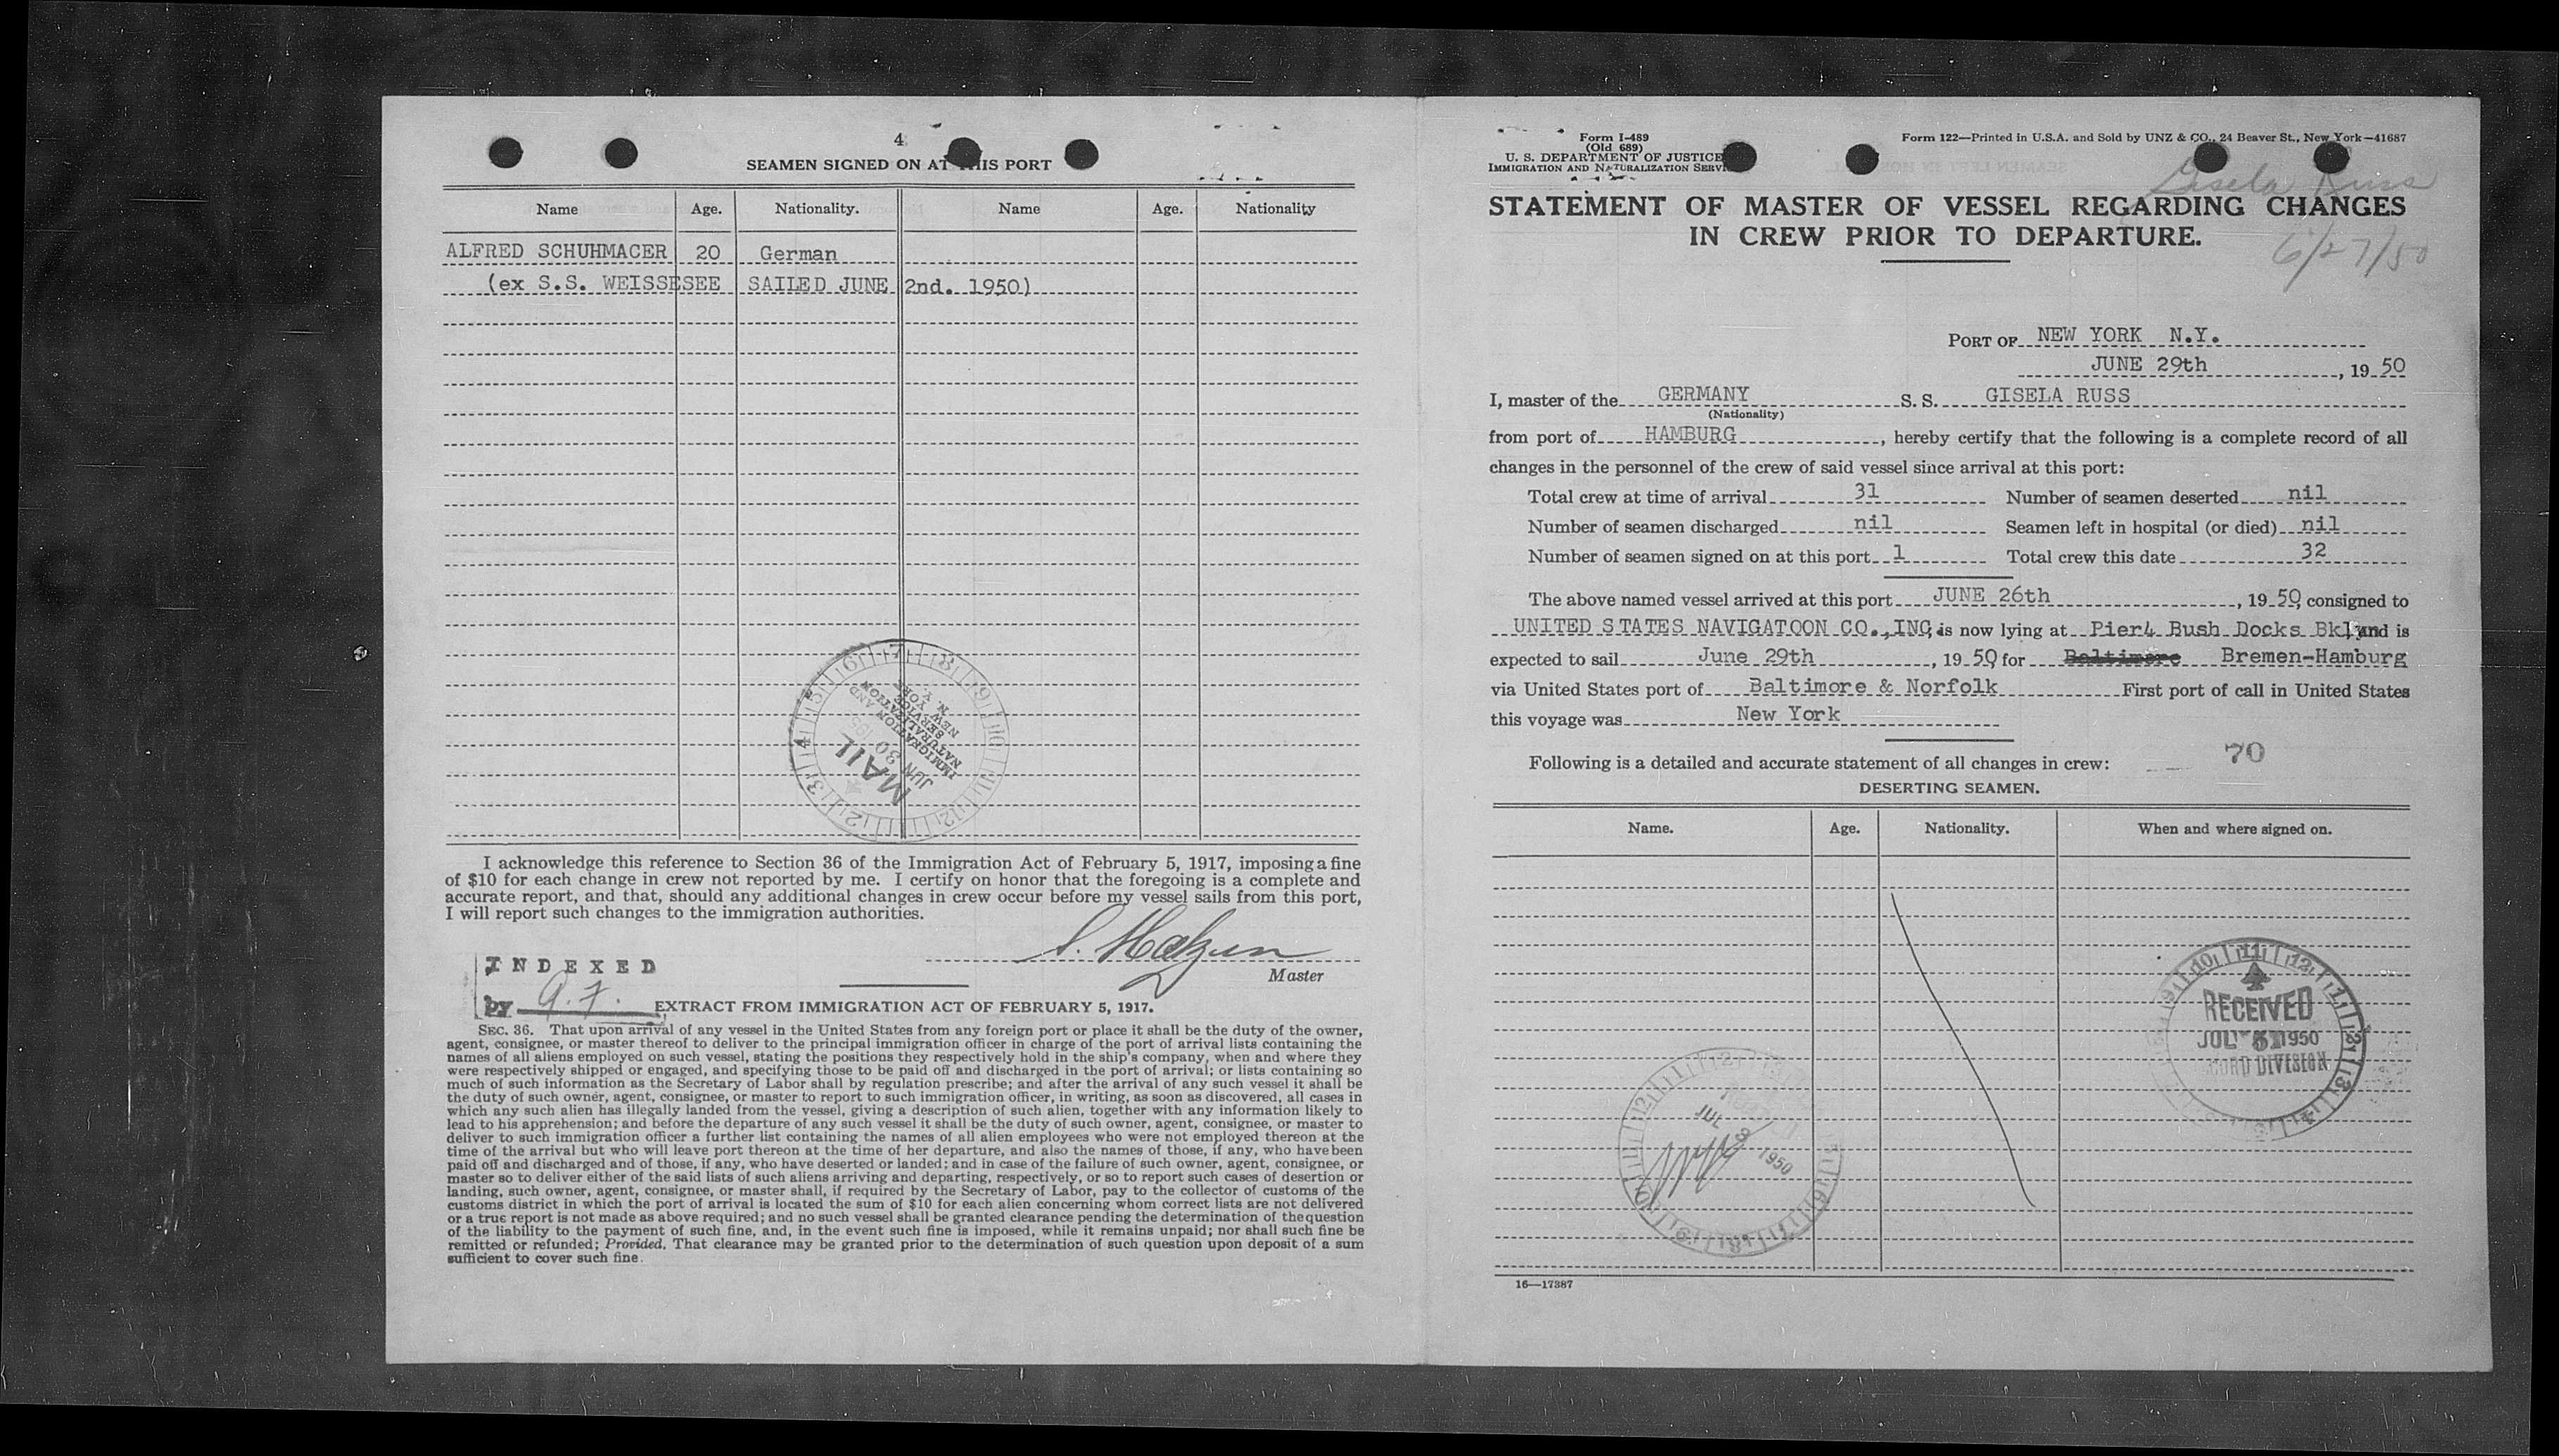 4
SEAMEN SIGNED ON AT THIS PORT
Name Age. Nationality. Name Age. Nationality
ALFRED SCHUHMACER 20 German
(ex S.S. WEISSESEE SAILED JUNE 2nd. 1950)
MAIL
JUN 30 195
IMMIGRATION AND
NATURALIZATION
SERVICE
NEW YORK
N. Y.
I acknowledge this reference to Section 36 of the Immigration Act of February 5, 1917, imposing a fine
of $10 for each change in crew not reported by me. I certify on honor that the foregoing is a complete and
accurate report, and that, should any additional changes in crew occur before my vessel sails from this port,
I will report such changes to the immigration authorities.
Master
INDEXED
by A. F.
EXTRACT FROM IMMIGRATION ACT OF FEBRUARY 5, 1917.
SEC. 36. That upon arrival of any vessel in the United States from any foreign port or place it shall be the duty of the owner,
agent, consignee, or master thereof to deliver to the principal immigration officer in charge of the port of arrival lists containing the
names of all aliens employed on such vessel, stating the positions they respectively hold in the ship's company, when and where they
were respectively shipped or engaged, and specifying those to be paid off and discharged in the port of arrival; or lists containing so
much of such information as the Secretary of Labor shall by regulation prescribe; and after the arrival of any such vessel it shall be
the duty of such owner, agent, consignee, or master to report to such immigration officer, in writing, as soon as discovered, all cases in
which any such alien has illegally landed from the vessel, giving a description of such alien, together with any information likely to
lead to his apprehension; and before the departure of any such vessel it shall be the duty of such owner, agent, consignee, or master to
deliver to such immigration officer a further list containing the names of all alien employees who were not employed thereon at the
time of the arrival but who will leave port thereon at the time of her departure, and also the names of those, if any, who have been
paid off and discharged and of those, if any, who have deserted or landed; and in case of the failure of such owner, agent, consignee, or
master so to deliver either of the said lists of such aliens arriving and departing, respectively, or so to report such cases of desertion or
landing, such owner, agent, consignee, or master shall, if required by the Secretary of Labor, pay to the collector of customs of the
customs district in which the port of arrival is located the sum of $10 for each alien concerning whom correct lists are not delivered
or a true report is not made as above required; and no such vessel shall be granted clearance pending the determination of the question
of the liability to the payment of such fine, and, in the event such fine is imposed, while it remains unpaid; nor shall such fine be
remitted or refunded; Provided, That clearance may be granted prior to the determination of such question upon deposit of a sum
sufficient to cover such fine.
Form I-489
(Old 689)
U. S. DEPARTMENT OF JUSTICE
IMMIGRATION AND NATURALIZATION SERVI
Form 122—Printed in U.S.A. and Sold by UNZ & CO., 24 Beaver St., New York—41687
Gisela Russ
6/27/50
STATEMENT OF MASTER OF VESSEL REGARDING CHANGES
IN CREW PRIOR TO DEPARTURE.
PORT OF NEW YORK N.Y.
JUNE 29th, 19 50
I, master of the GERMANY S. S. GISELA RUSS
(Nationality)
from port of HAMBURG, hereby certify that the following is a complete record of all
changes in the personnel of the crew of said vessel since arrival at this port:
Total crew at time of arrival 31 Number of seamen deserted nil
Number of seamen discharged nil Seamen left in hospital (or died) nil
Number of seamen signed on at this port 1 Total crew this date 32
The above named vessel arrived at this port JUNE 26th, 19 50, consigned to
UNITED STATES NAVIGATOON CO., INC, is now lying at Pier4 Bush Docks Bklyn and is
expected to sail June 29th, 19 50 for Baltimore Bremen-Hamburg
via United States port of Baltimore & Norfolk First port of call in United States
this voyage was New York
Following is a detailed and accurate statement of all changes in crew: 70
DESERTING SEAMEN.
Name. Age. Nationality. When and where signed on.
RECEIVED
JUL 1950
CORD DIVISION
JUL 1950
16—17387